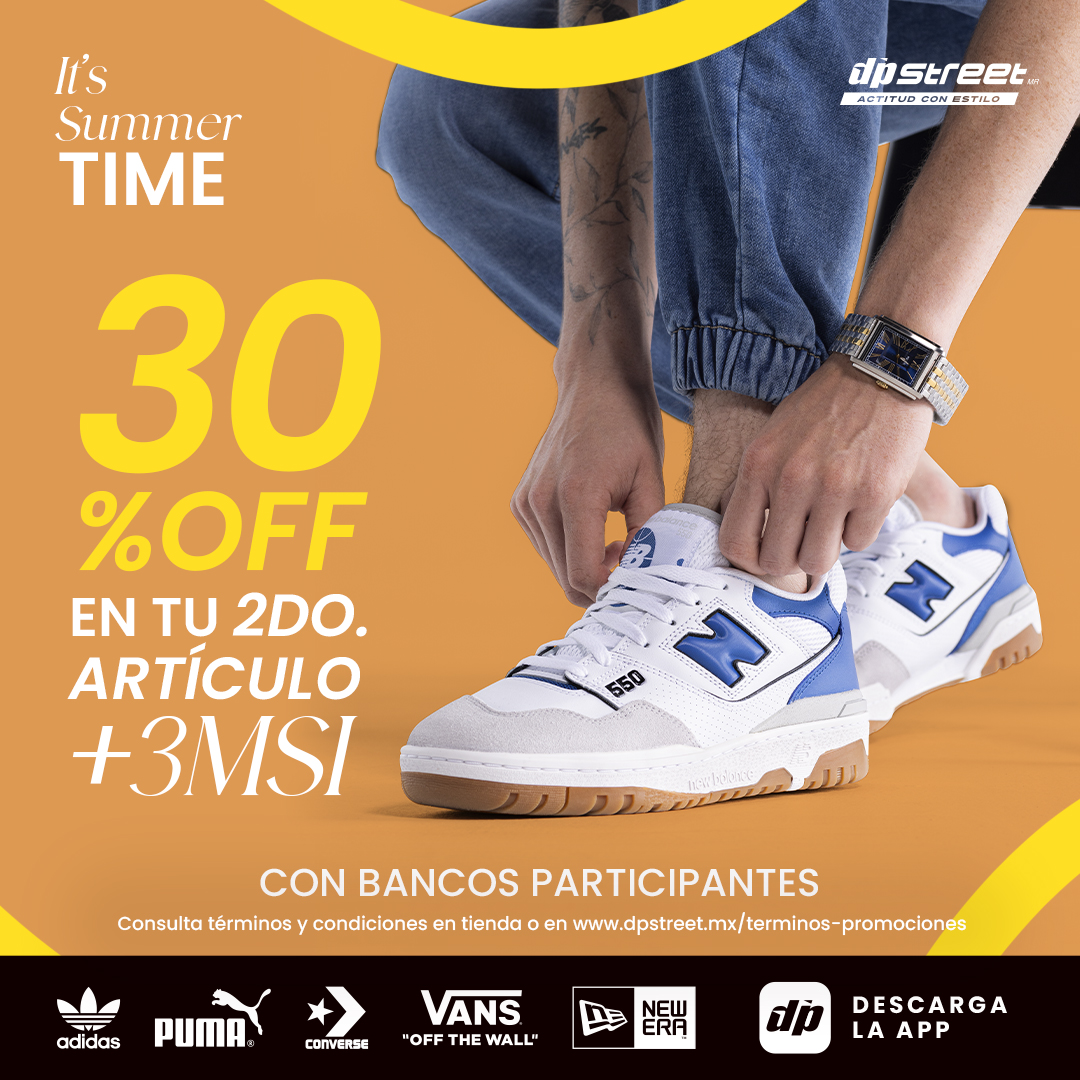 It's
Summer
TIME
dpstreet MR
ACTITUD CON ESTILO
30
%OFF
EN TU 2DO.
ARTÍCULO
+3MSI
550
new balance
CON BANCOS PARTICIPANTES
Consulta términos y condiciones en tienda o en www.dpstreet.mx/terminos-promociones
adidas
PUMA®
CONVERSE
VANS
"OFF THE WALL"
NEW
ERA
dp
DESCARGA
LA APP